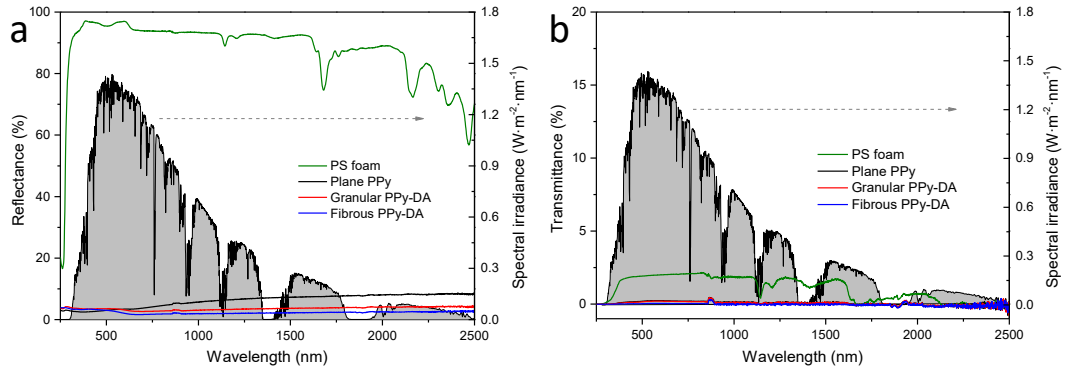 a
100
80
60
40
20
0
Reflectance (%)
500
1000
1500
2000
2500
Wavelength (nm)
1.8
1.5
1.2
0.9
0.6
0.3
0.0
Spectral irradiance (W·m-2·nm-1)
PS foam
Plane PPy
Granular PPy-DA
Fibrous PPy-DA
b
20
15
10
5
0
Transmittance (%)
500
1000
1500
2000
2500
Wavelength (nm)
1.8
1.5
1.2
0.9
0.6
0.3
0.0
Spectral irradiance (W·m-2·nm-1)
PS foam
Plane PPy
Granular PPy-DA
Fibrous PPy-DA